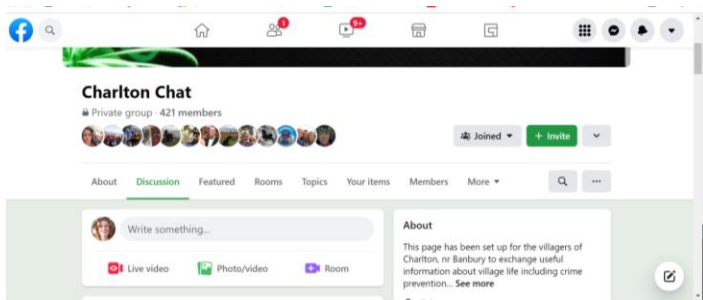 1
9+
Charlton Chat
Private group · 421 members
Joined
+ Invite
About Discussion Featured Rooms Topics Your items Members More
Write something...
Live video Photo/video Room
About
This page has been set up for the villagers of
Charlton, nr Banbury to exchange useful
information about village life including crime
prevention... See more